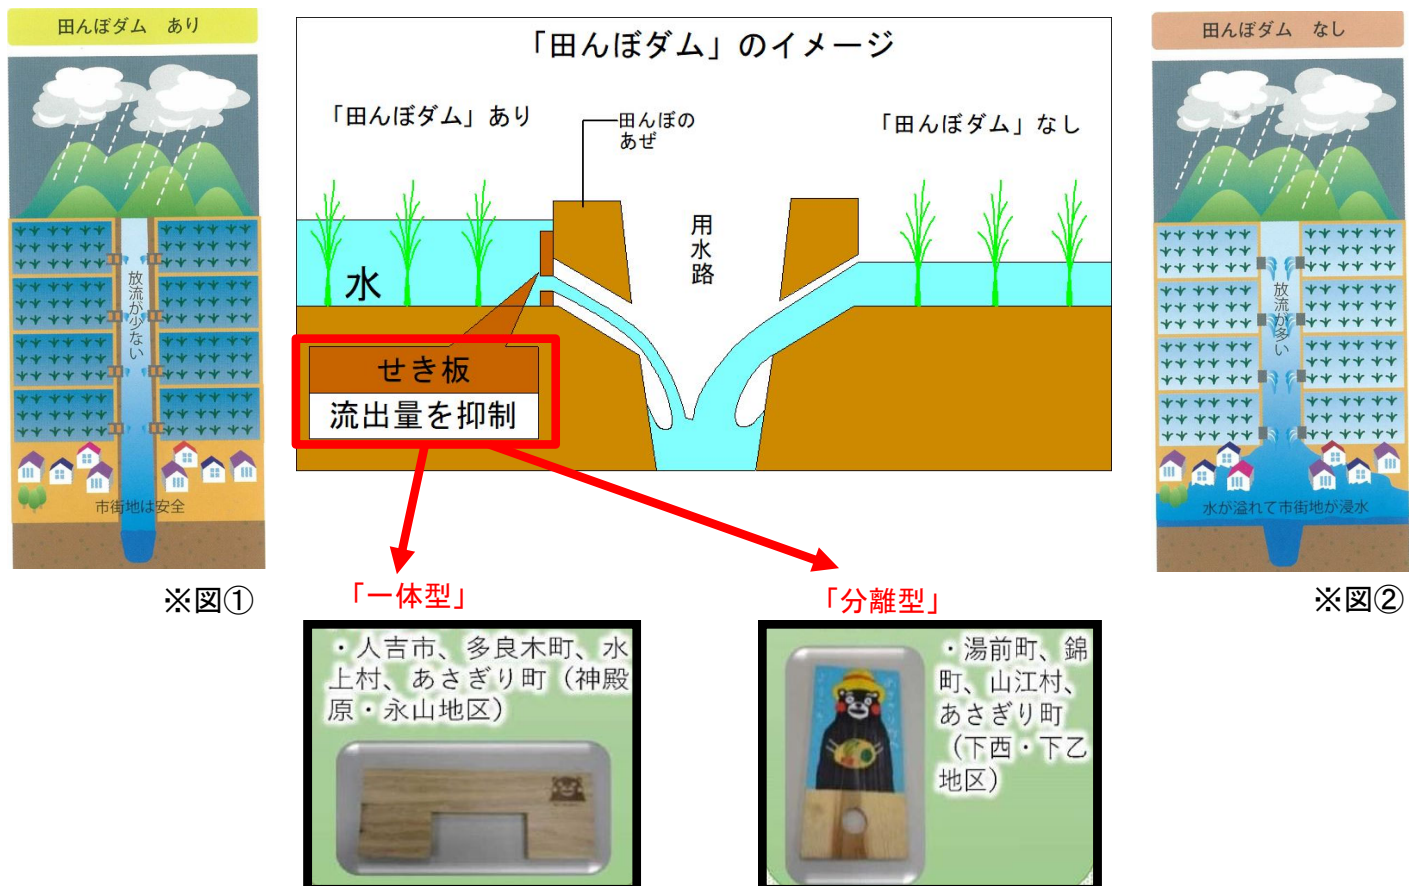 田んぼダム　あり
放流が少ない
市街地は安全
※図①
「田んぼダム」のイメージ
「田んぼダム」あり
田んぼの
あぜ
「田んぼダム」なし
用水路
水
せき板
流出量を抑制
田んぼダム　なし
放流が多い
水が溢れて市街地が浸水
※図②
「一体型」
・人吉市、多良木町、水
上村、あさぎり町（神殿
原・永山地区）
「分離型」
・湯前町、錦
町、山江村、
あさぎり町
（下西・下乙
地区）